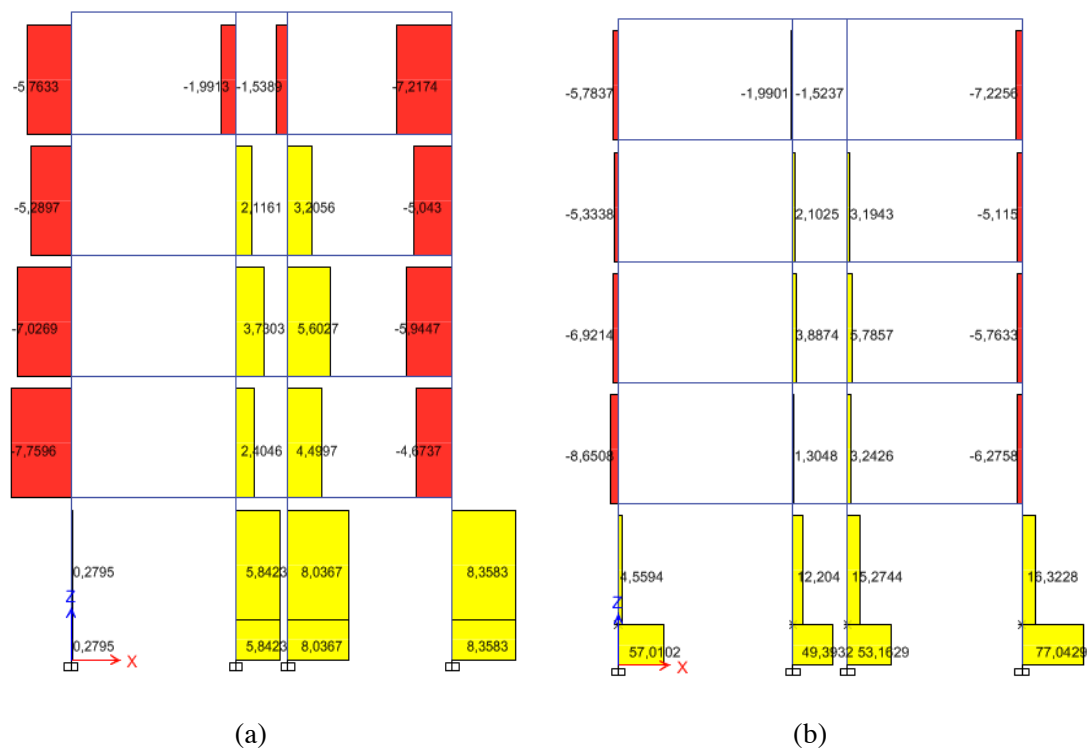 -5,7633 -1,9913 -1,5389 -7,2174
-5,2897 2,1161 3,2056 -5,043
-7,0269 3,7303 5,6027 -5,9447
-7,7596 2,4046 4,4997 -4,6737
0,2795 5,8423 8,0367 8,3583
Z
0,2795 5,8423 8,0367 8,3583
X
(a)
-5,7837 -1,9901 -1,5237 -7,2256
-5,3338 2,1025 3,1943 -5,115
-6,9214 3,8874 5,7857 -5,7633
-8,6508 1,3048 3,2426 -6,2758
4,5594 12,204 15,2744 16,3228
Z
57,0102 49,3932 53,1629 77,0429
X
(b)